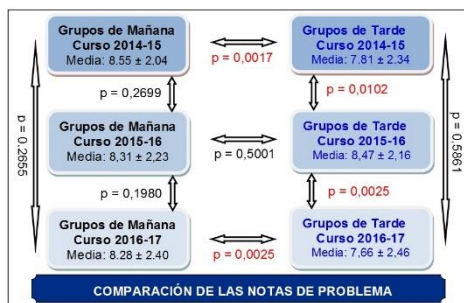 Grupos de Mañana
Curso 2014-15
Media: 8.55 ± 2,04
p = 0,0017
Grupos de Tarde
Curso 2014-15
Media: 7.81 ± 2.34
p = 0,2699
p = 0,0102
p = 0,2655
Grupos de Mañana
Curso 2015-16
Media: 8,31 ± 2,23
p = 0,5001
Grupos de Tarde
Curso 2015-16
Media: 8,47 ± 2,16
p = 0,5861
p = 0,1980
p = 0,0025
Grupos de Mañana
Curso 2016-17
Media: 8.28 ± 2.40
p = 0,0025
Grupos de Tarde
Curso 2016-17
Media: 7,66 ± 2,46
COMPARACIÓN DE LAS NOTAS DE PROBLEMA